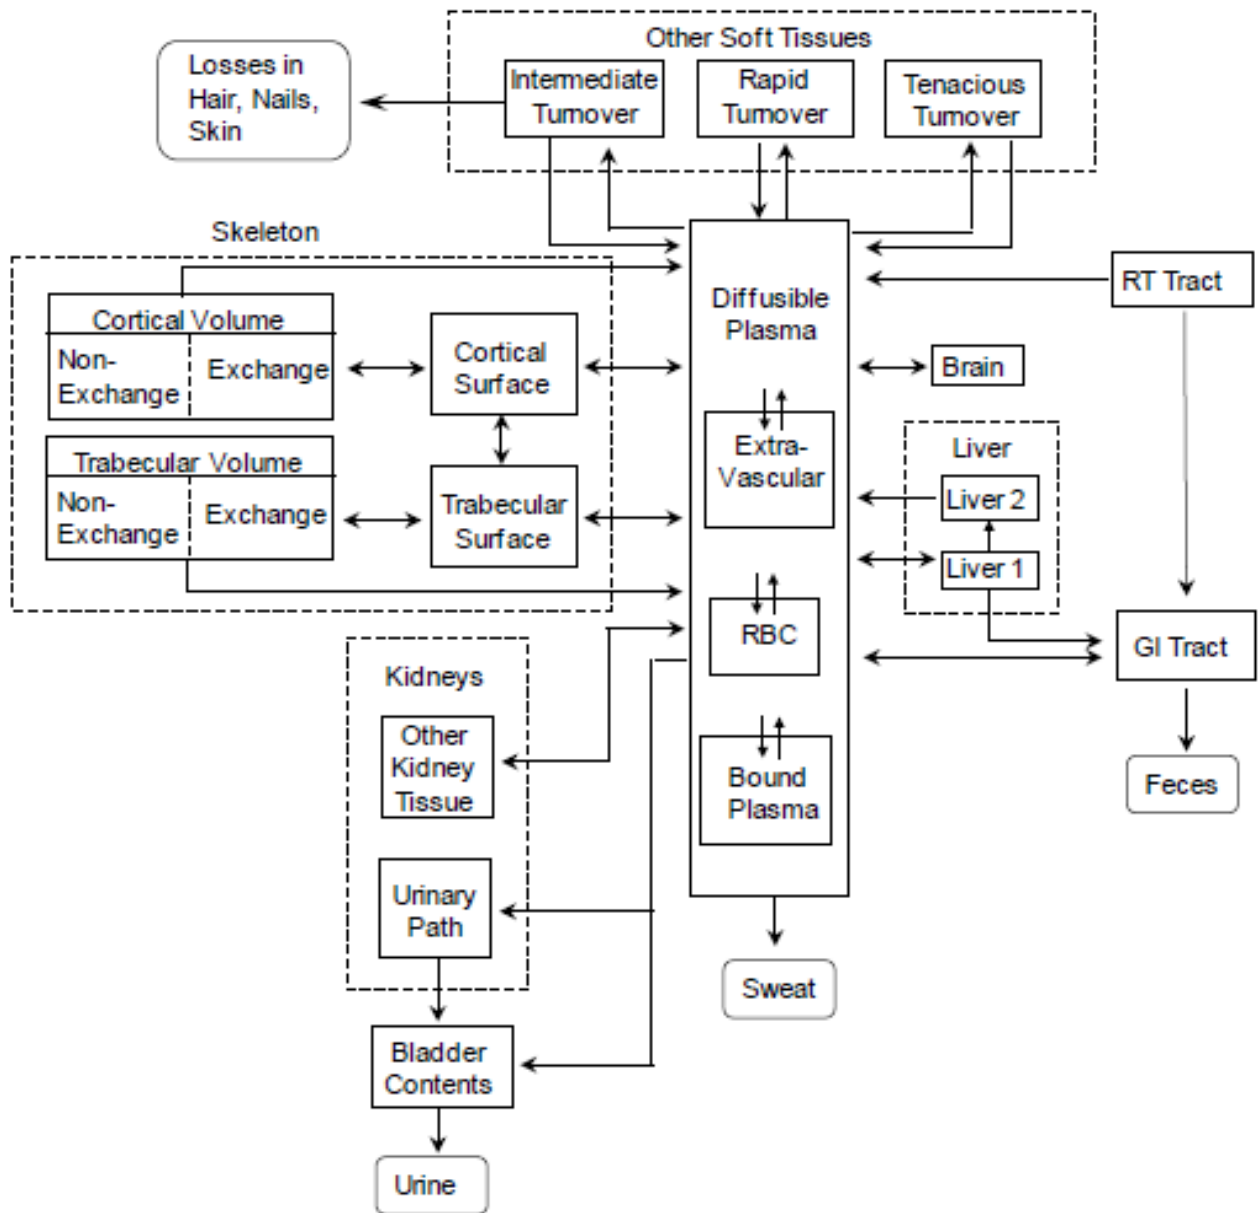 Other Soft Tissues
Losses in
Hair, Nails,
Skin
Intermediate
Turnover
Rapid
Turnover
Tenacious
Turnover
Skeleton
Cortical Volume
Non-
Exchange
Exchange
Cortical
Surface
Trabecular Volume
Non-
Exchange
Exchange
Trabecular
Surface
Diffusible
Plasma
Extra-
Vascular
RBC
Bound
Plasma
RT Tract
Brain
Liver
Liver 2
Liver 1
GI Tract
Feces
Kidneys
Other
Kidney
Tissue
Urinary
Path
Sweat
Bladder
Contents
Urine